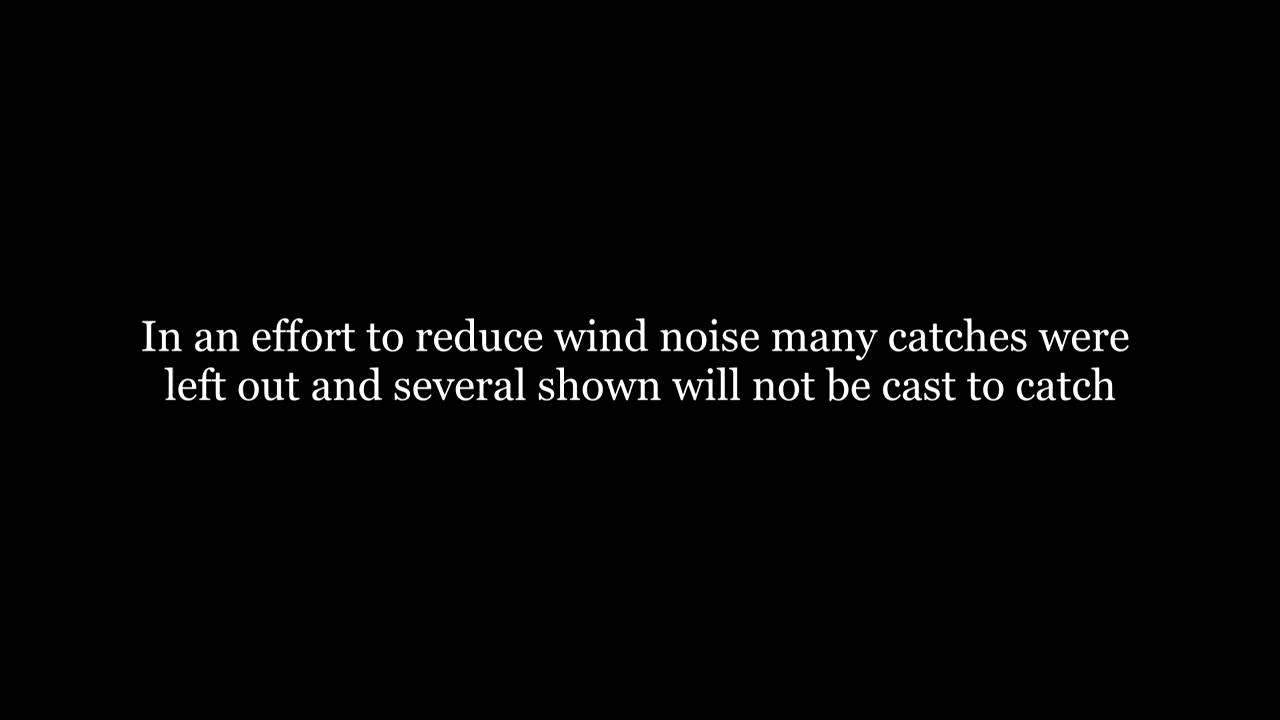 In an effort to reduce wind noise many catches were
left out and several shown will not be cast to catch